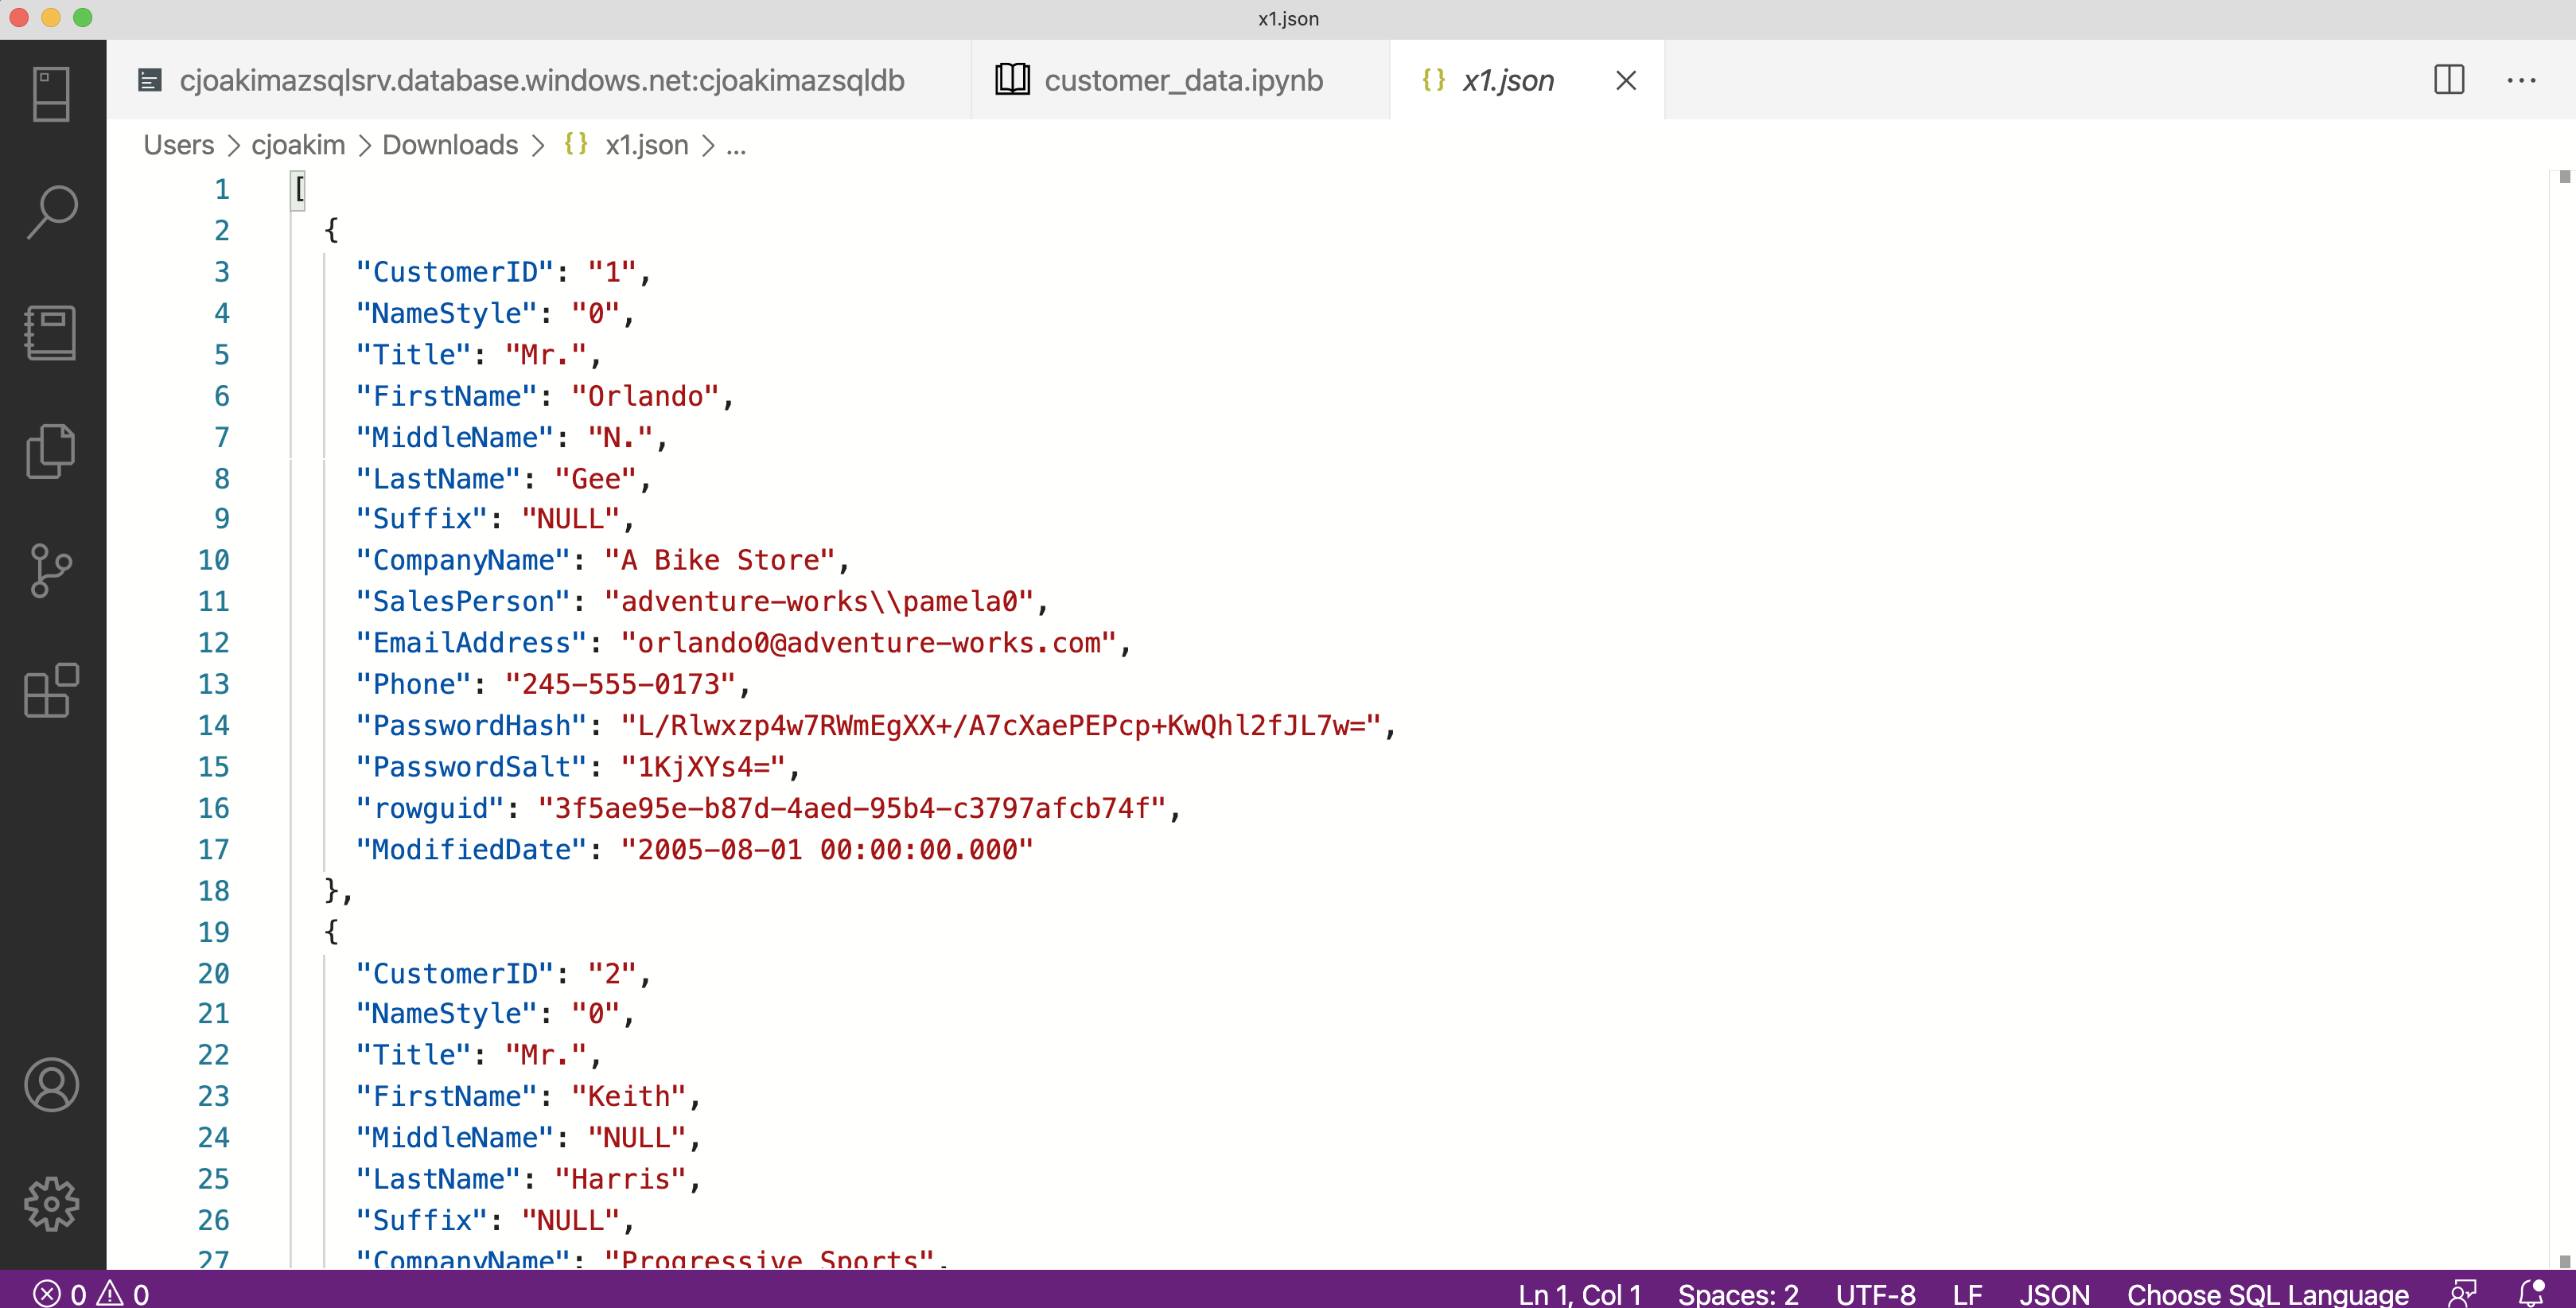 x1.json
cjoakimazsqlsrv.database.windows.net:cjoakimazsqldb
customer_data.ipynb
{} x1.json
Users > cjoakim > Downloads > {} x1.json > ...
1 [
2 {
3 "CustomerID": "1",
4 "NameStyle": "0",
5 "Title": "Mr.",
6 "FirstName": "Orlando",
7 "MiddleName": "N.",
8 "LastName": "Gee",
9 "Suffix": "NULL",
10 "CompanyName": "A Bike Store",
11 "SalesPerson": "adventure-works\\pamela0",
12 "EmailAddress": "orlando0@adventure-works.com",
13 "Phone": "245-555-0173",
14 "PasswordHash": "L/Rlwxzp4w7RWmEgXX+/A7cXaePEPcp+KwQhl2fJL7w=",
15 "PasswordSalt": "1KjXYs4=",
16 "rowguid": "3f5ae95e-b87d-4aed-95b4-c3797afcb74f",
17 "ModifiedDate": "2005-08-01 00:00:00.000"
18 },
19 {
20 "CustomerID": "2",
21 "NameStyle": "0",
22 "Title": "Mr.",
23 "FirstName": "Keith",
24 "MiddleName": "NULL",
25 "LastName": "Harris",
26 "Suffix": "NULL",
27 "CompanyName": "Progressive Sports",
0 0 Ln 1, Col 1 Spaces: 2 UTF-8 LF JSON Choose SQL Language